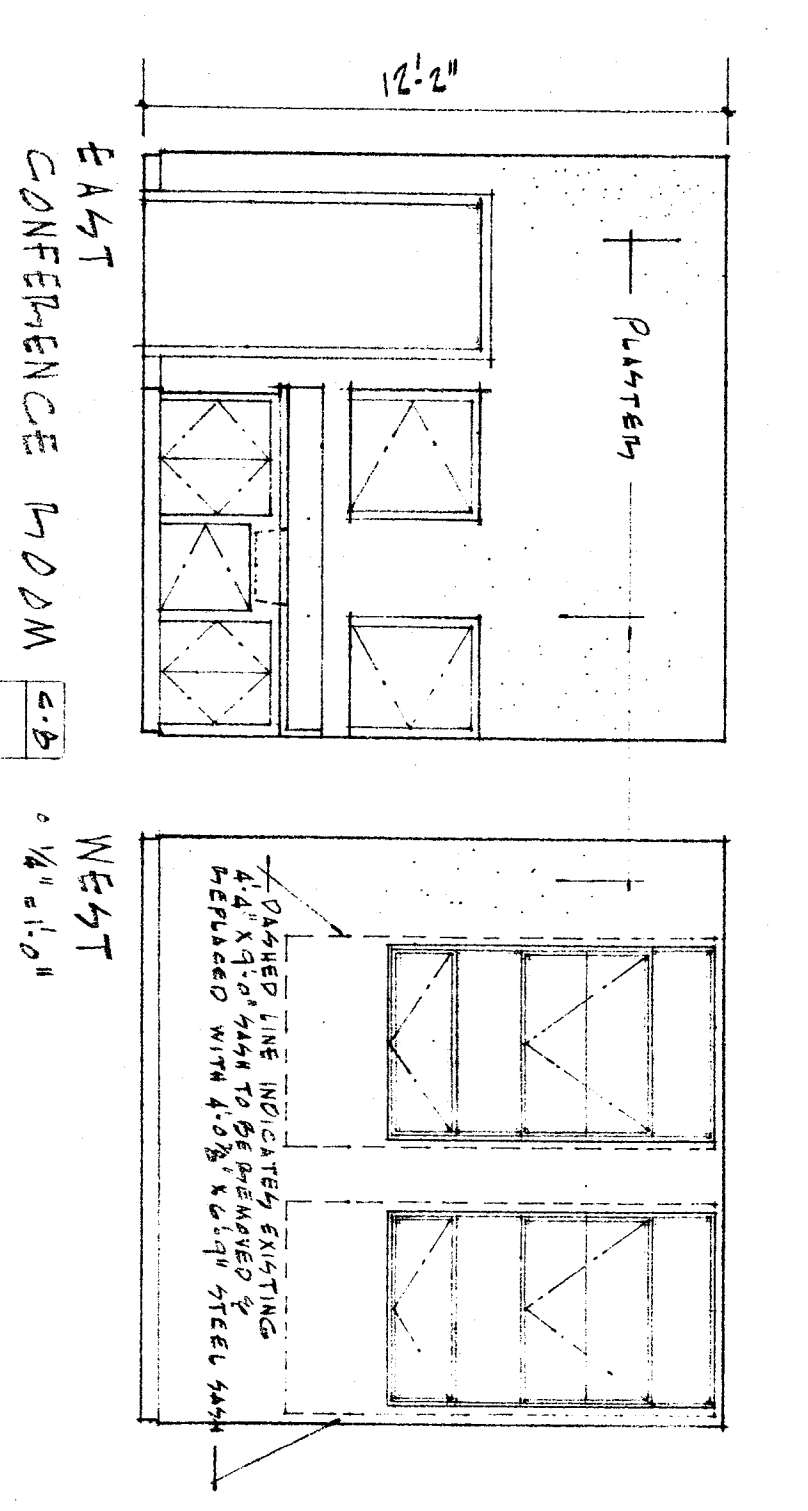 12'-2"
PLASTER
EAST
CONFERENCE ROOM
WEST
1/4" = 1'-0"
DASHED LINE INDICATES EXISTING
4'-4" X 9'-0" SASH TO BE REMOVED &
REPLACED WITH 4'-0 7/8" X 6'-9" STEEL SASH